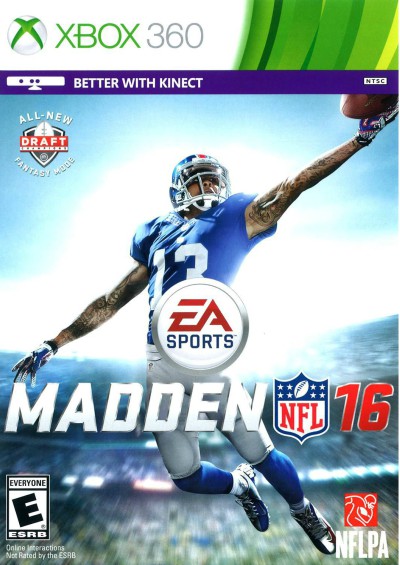 XBOX 360
BETTER WITH KINECT
NTSC
ALL-NEW
DRAFT
CHAMPIONS
FANTASY MODE
13
EA
SPORTS
MADDEN NFL 16
EVERYONE
E
ESRB
Online Interactions
Not Rated by the ESRB
NFLPA